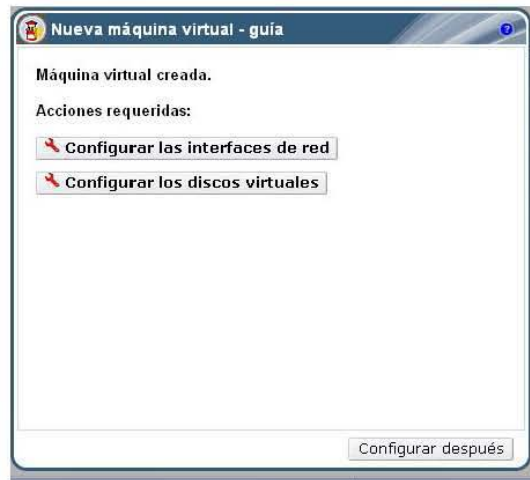 Nueva máquina virtual - guía
Máquina virtual creada.
Acciones requeridas:
Configurar las interfaces de red
Configurar los discos virtuales
Configurar después